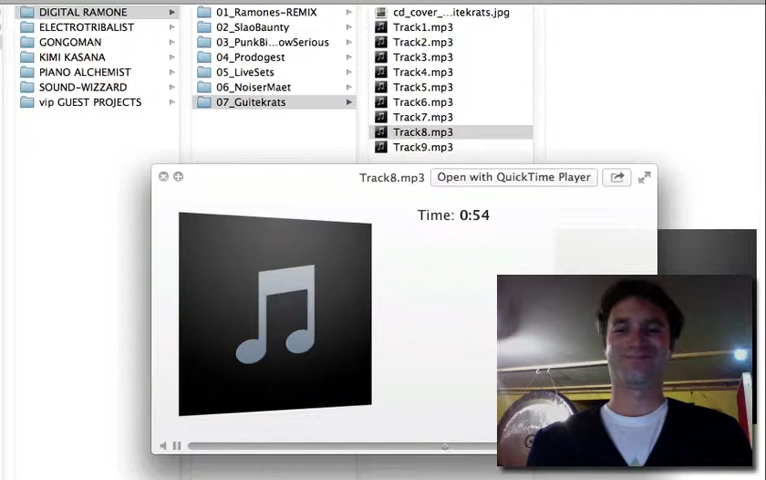 DIGITAL RAMONE
ELECTROTRIBALIST
GONGOMAN
KIMI KASANA
PIANO ALCHEMIST
SOUND-WIZZARD
vip GUEST PROJECTS
01_Ramones-REMIX
02_SlaoBaunty
03_PunkBi...owSerious
04_Prodogest
05_LiveSets
06_NoiserMaet
07_Guitekrats
cd_cover_...itekrats.jpg
Track1.mp3
Track2.mp3
Track3.mp3
Track4.mp3
Track5.mp3
Track6.mp3
Track7.mp3
Track8.mp3
Track9.mp3
Track8.mp3
Open with QuickTime Player
Time: 0:54